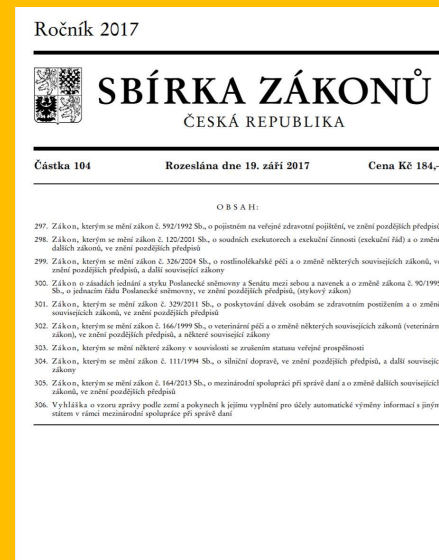 Ročník 2017
SBÍRKA ZÁKONŮ
ČESKÁ REPUBLIKA
Částka 104 Rozeslána dne 19. září 2017 Cena Kč 184,–
OBSAH:
297. Zákon, kterým se mění zákon č. 592/1992 Sb., o pojistném na veřejné zdravotní pojištění, ve znění pozdějších předpisů
298. Zákon, kterým se mění zákon č. 120/2001 Sb., o soudních exekutorech a exekuční činnosti (exekuční řád) a o změně
dalších zákonů, ve znění pozdějších předpisů
299. Zákon, kterým se mění zákon č. 326/2004 Sb., o rostlinolékařské péči a o změně některých souvisejících zákonů, ve
znění pozdějších předpisů, a další související zákony
300. Zákon o zásadách jednání a styku Poslanecké sněmovny a Senátu mezi sebou a navenek a o změně zákona č. 90/1995
Sb., o jednacím řádu Poslanecké sněmovny, ve znění pozdějších předpisů, (stykový zákon)
301. Zákon, kterým se mění zákon č. 329/2011 Sb., o poskytování dávek osobám se zdravotním postižením a o změně
souvisejících zákonů, ve znění pozdějších předpisů
302. Zákon, kterým se mění zákon č. 166/1999 Sb., o veterinární péči a o změně některých souvisejících zákonů (veterinární
zákon), ve znění pozdějších předpisů, a některé související zákony
303. Zákon, kterým se mění některé zákony v souvislosti se zrušením statusu veřejné prospěšnosti
304. Zákon, kterým se mění zákon č. 111/1994 Sb., o silniční dopravě, ve znění pozdějších předpisů, a další související
zákony
305. Zákon, kterým se mění zákon č. 164/2013 Sb., o mezinárodní spolupráci při správě daní a o změně dalších souvisejících
zákonů, ve znění pozdějších předpisů
306. Vyhláška o vzoru zprávy podle zemí a pokynech k jejímu vyplnění pro účely automatické výměny informací s jiným
státem v rámci mezinárodní spolupráce při správě daní